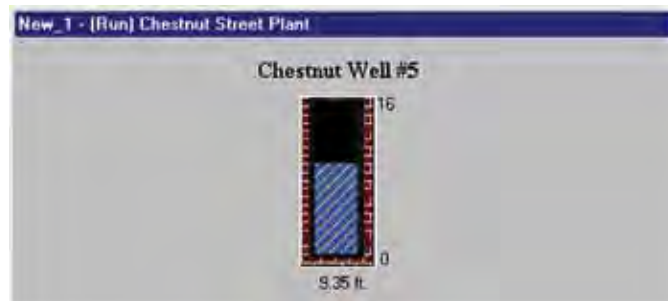 New_1 - (Run) Chestnut Street Plant
Chestnut Well #5
16
0
9.35 ft.